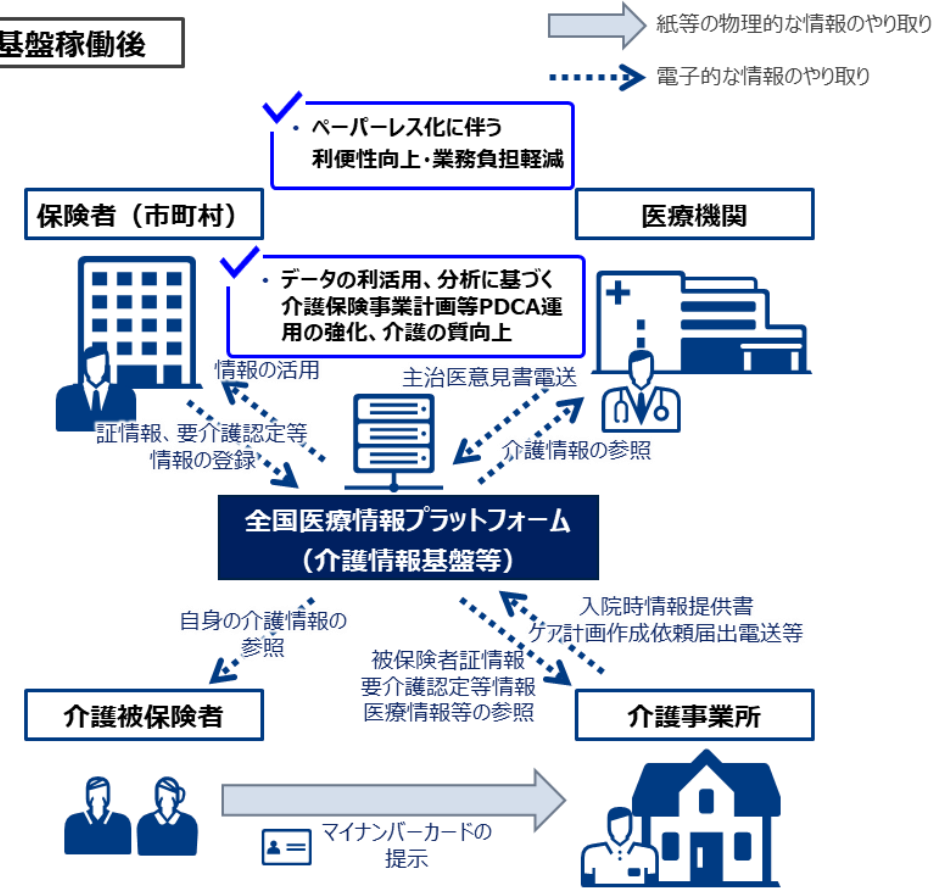 基盤稼働後
紙等の物理的な情報のやり取り
電子的な情報のやり取り
・ ペーパーレス化に伴う
利便性向上・業務負担軽減
保険者（市町村）
医療機関
・ データの利活用、分析に基づく
介護保険事業計画等PDCA運
用の強化、介護の質向上
情報の活用
主治医意見書電送
証情報、要介護認定等
情報の登録
介護情報の参照
全国医療情報プラットフォーム
（介護情報基盤等）
自身の介護情報の
参照
入院時情報提供書
ケア計画作成依頼届出電送等
被保険者証情報
要介護認定等情報
医療情報等の参照
介護被保険者
介護事業所
マイナンバーカードの
提示